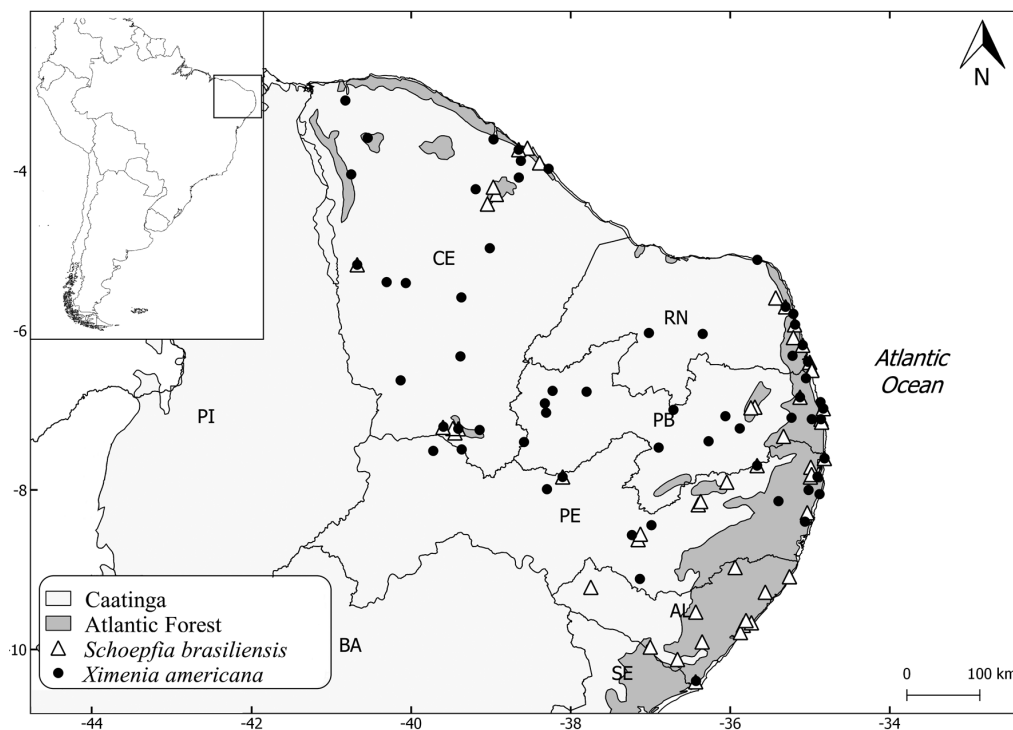 N
-4
CE
-6
RN
Atlantic
Ocean
PI
PB
-8
PE
Caatinga
Atlantic Forest
Schoepfia brasiliensis
Ximenia americana
AL
BA
-10
SE
0 100 km
-44 -42 -40 -38 -36 -34